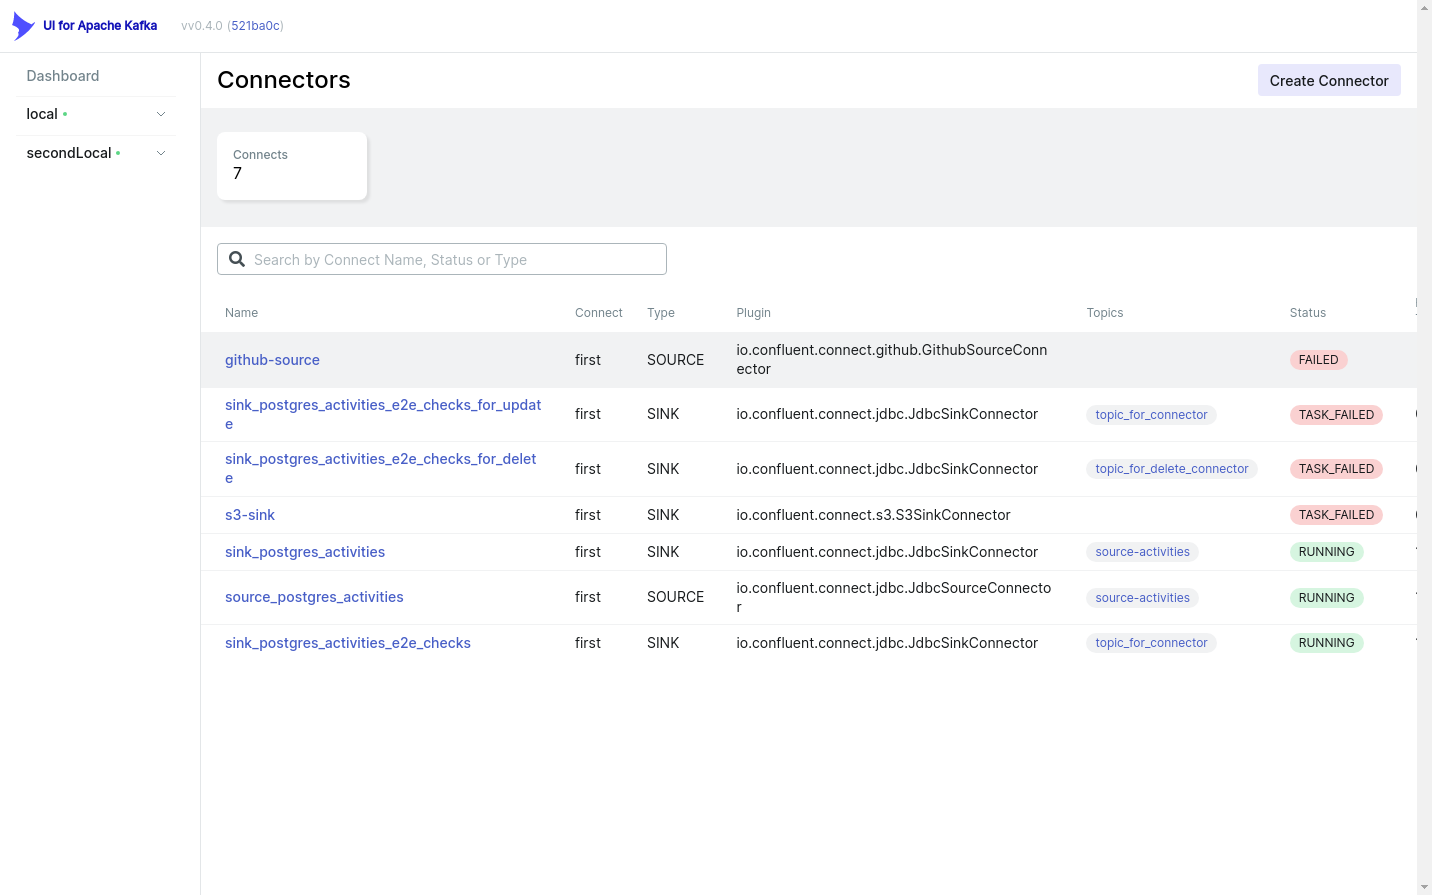 UI for Apache Kafka vv0.4.0 (521ba0c)
Dashboard
local
secondLocal
Connectors
Create Connector
Connects
7
Search by Connect Name, Status or Type
Name Connect Type Plugin Topics Status
github-source first SOURCE io.confluent.connect.github.GithubSourceConn
ector FAILED
sink_postgres_activities_e2e_checks_for_updat
e first SINK io.confluent.connect.jdbc.JdbcSinkConnector topic_for_connector TASK_FAILED
sink_postgres_activities_e2e_checks_for_delet
e first SINK io.confluent.connect.jdbc.JdbcSinkConnector topic_for_delete_connector TASK_FAILED
s3-sink first SINK io.confluent.connect.s3.S3SinkConnector TASK_FAILED
sink_postgres_activities first SINK io.confluent.connect.jdbc.JdbcSinkConnector source-activities RUNNING
source_postgres_activities first SOURCE io.confluent.connect.jdbc.JdbcSourceConnecto
r source-activities RUNNING
sink_postgres_activities_e2e_checks first SINK io.confluent.connect.jdbc.JdbcSinkConnector topic_for_connector RUNNING